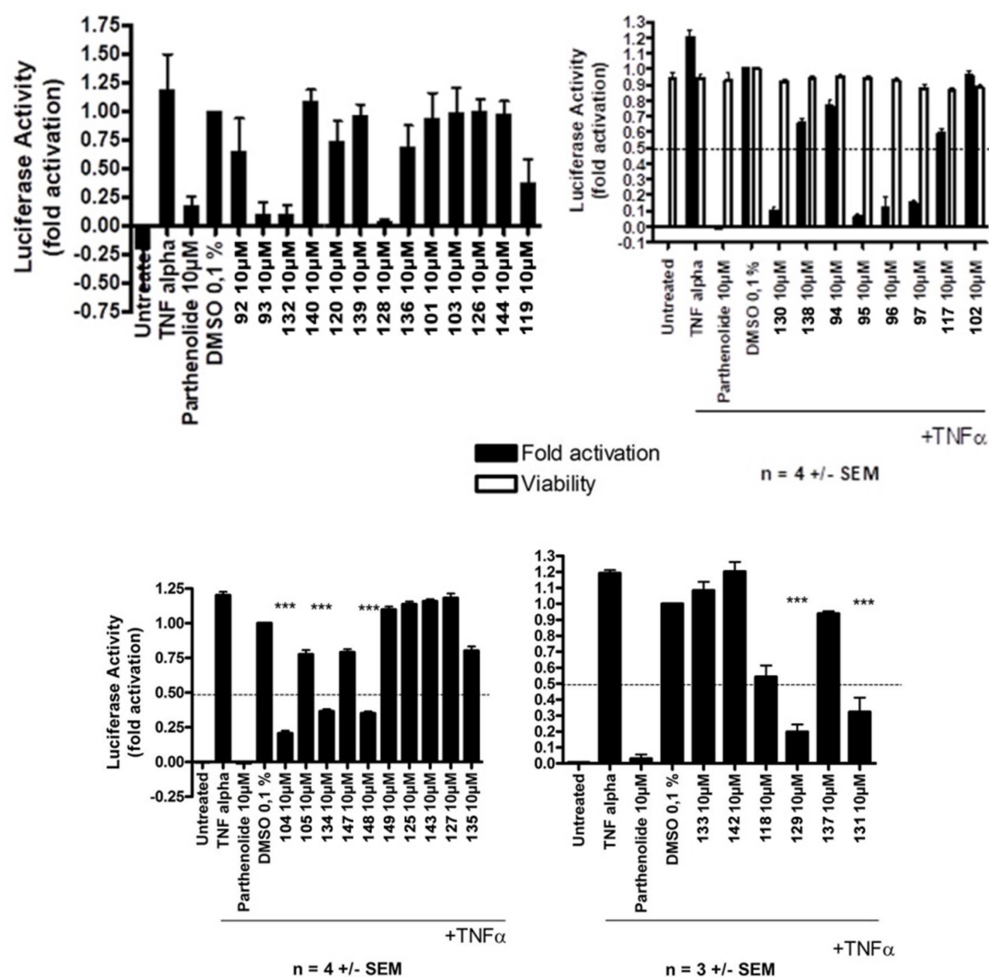 Luciferase Activity
(fold activation)
1.75
1.50
1.25
1.00
0.75
0.50
0.25
0.00
-0.25
-0.50
-0.75
Untreated
TNF alpha
Parthenolide 10µM
DMSO 0,1 %
92 10µM
93 10µM
132 10µM
140 10µM
120 10µM
139 10µM
128 10µM
136 10µM
101 10µM
103 10µM
126 10µM
144 10µM
119 10µM
Luciferase Activity
(fold activation)
1.3
1.2
1.1
1.0
0.9
0.8
0.7
0.6
0.5
0.4
0.3
0.2
0.1
0.0
-0.1
Untreated
TNF alpha
Parthenolide 10µM
DMSO 0,1 %
130 10µM
138 10µM
94 10µM
95 10µM
96 10µM
97 10µM
117 10µM
102 10µM
+TNFα
n = 4 +/- SEM
Fold activation
Viability
Luciferase Activity
(fold activation)
1.25
1.00
0.75
0.50
0.25
0.00
-0.25
*** *** ***
Untreated
TNF alpha
Parthenolide 10µM
DMSO 0,1 %
104 10µM
105 10µM
134 10µM
147 10µM
148 10µM
149 10µM
125 10µM
143 10µM
127 10µM
135 10µM
+TNFα
n = 4 +/- SEM
Luciferase Activity
(fold activation)
1.3
1.2
1.1
1.0
0.9
0.8
0.7
0.6
0.5
0.4
0.3
0.2
0.1
0.0
*** ***
Untreated
TNF alpha
Parthenolide 10µM
DMSO 0,1 %
133 10µM
142 10µM
118 10µM
129 10µM
137 10µM
131 10µM
+TNFα
n = 3 +/- SEM